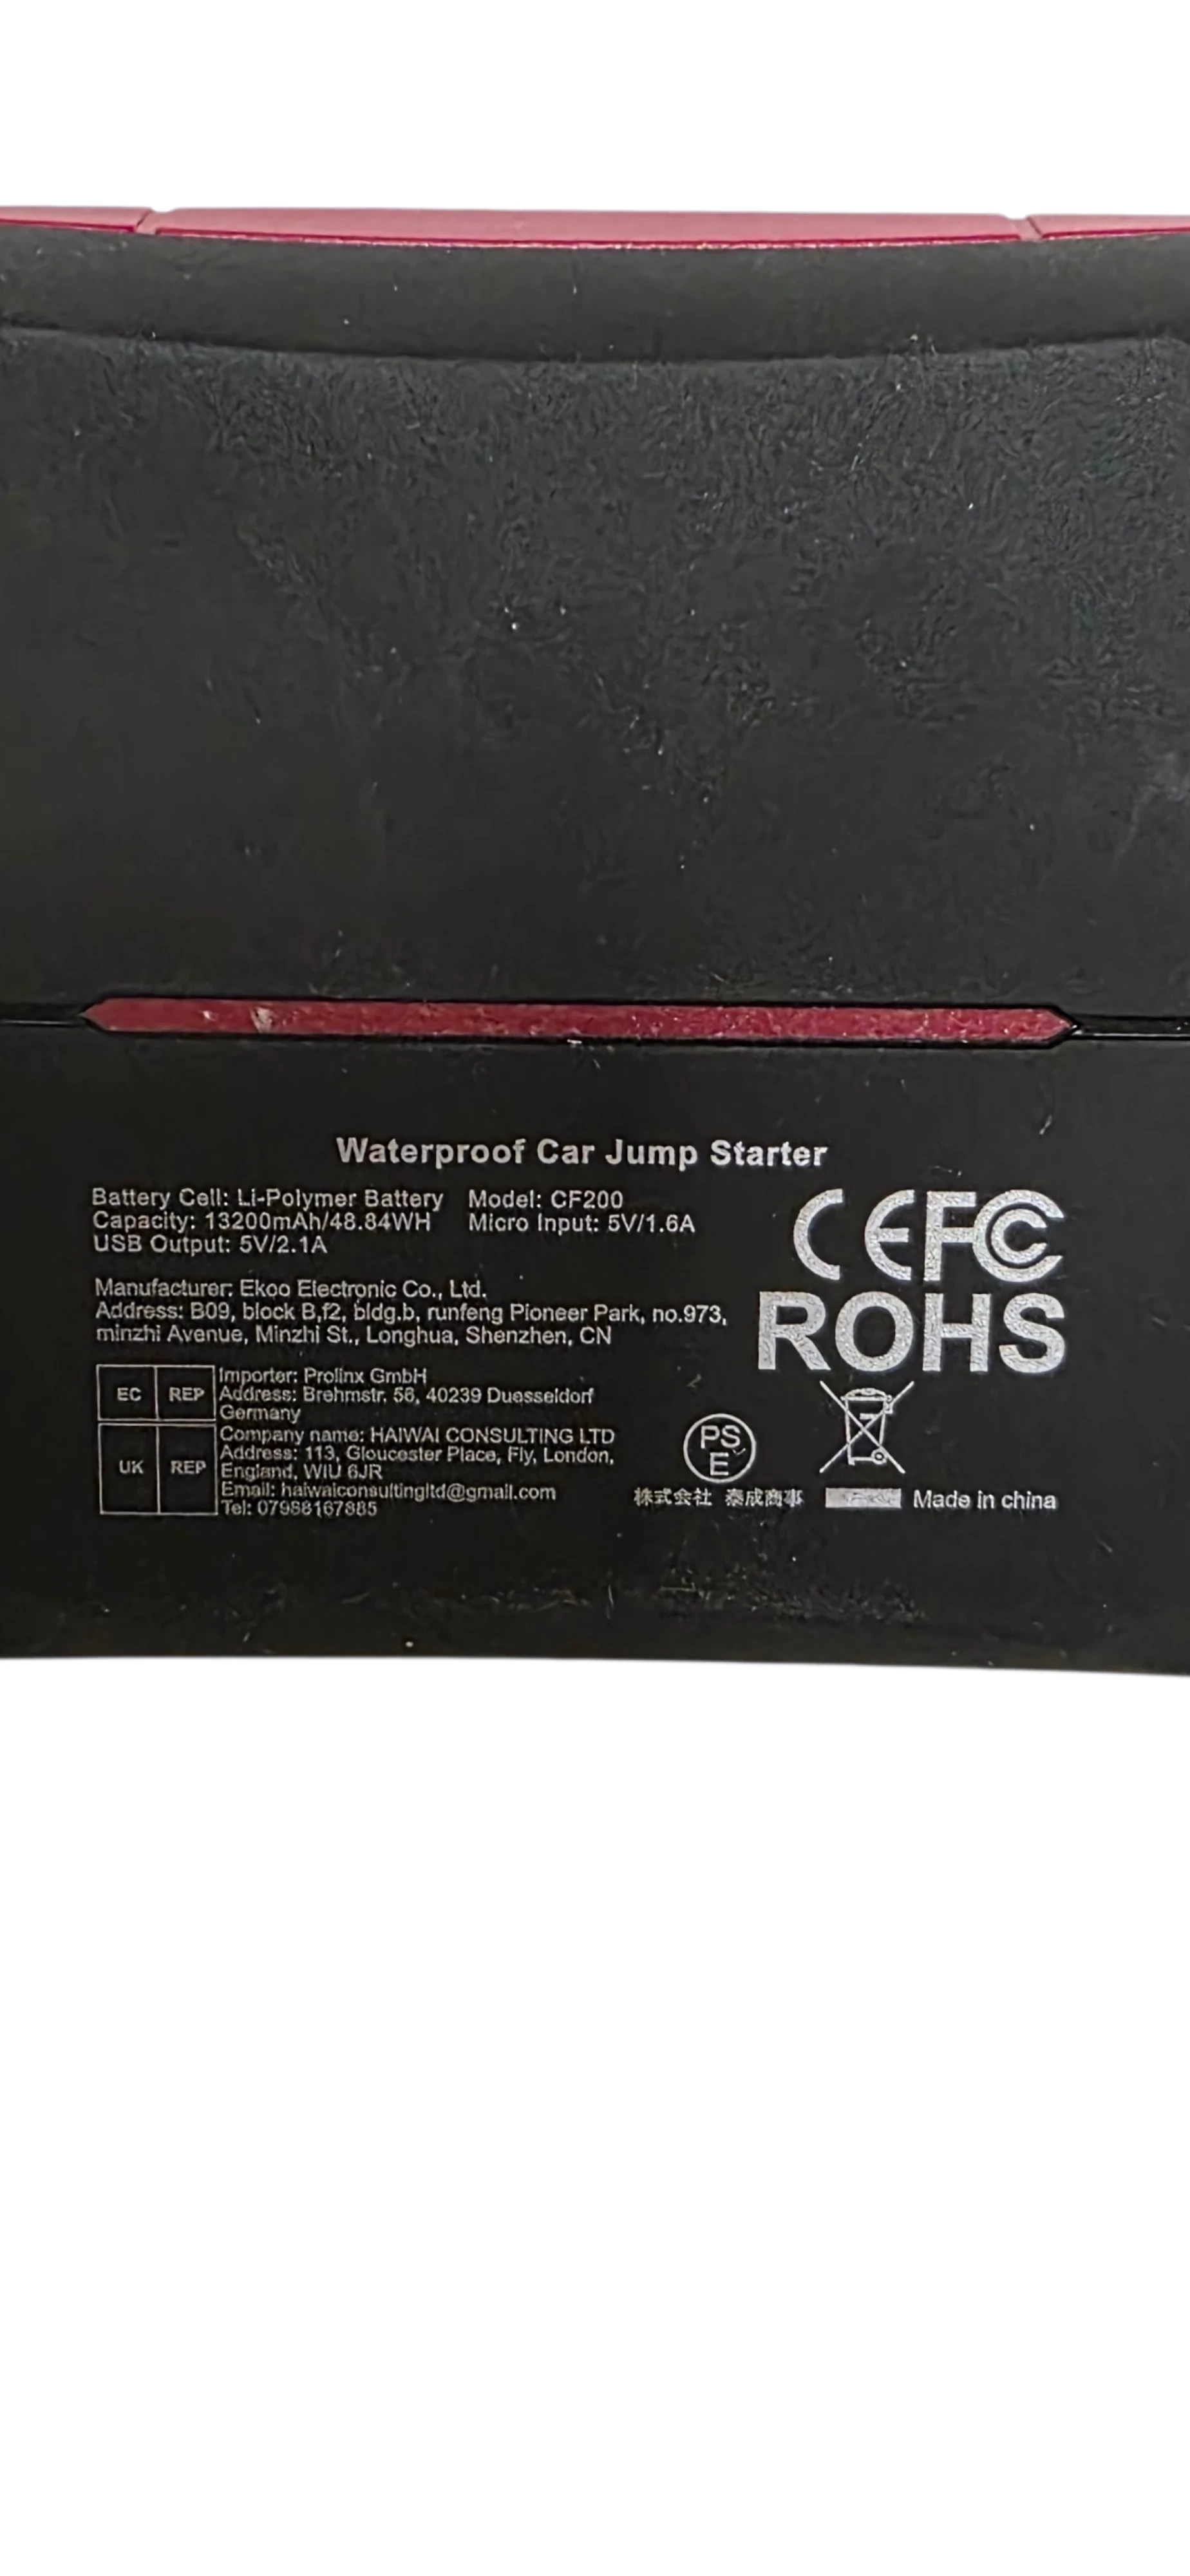 Waterproof Car Jump Starter
Battery Cell: Li-Polymer Battery Model: CF200
Capacity: 13200mAh/48.84WH Micro Input: 5V/1.6A
USB Output: 5V/2.1A
CE FC
ROHS
Manufacturer: Ekoo Electronic Co., Ltd.
Address: B09, block B,f2, bldg.b, runfeng Pioneer Park, no.973,
minzhi Avenue, Minzhi St., Longhua, Shenzhen, CN
EC REP
Importer: Prolinx GmbH
Address: Brehmstr. 56, 40239 Duesseldorf
Germany
UK REP
Company name: HAIWAI CONSULTING LTD
Address: 113, Gloucester Place, Fly, London,
England, WIU 6JR
Email: haiwaiconsultingltd@gmail.com
Tel: 07988167885
PS
E
株式会社 泰成商事
Made in china